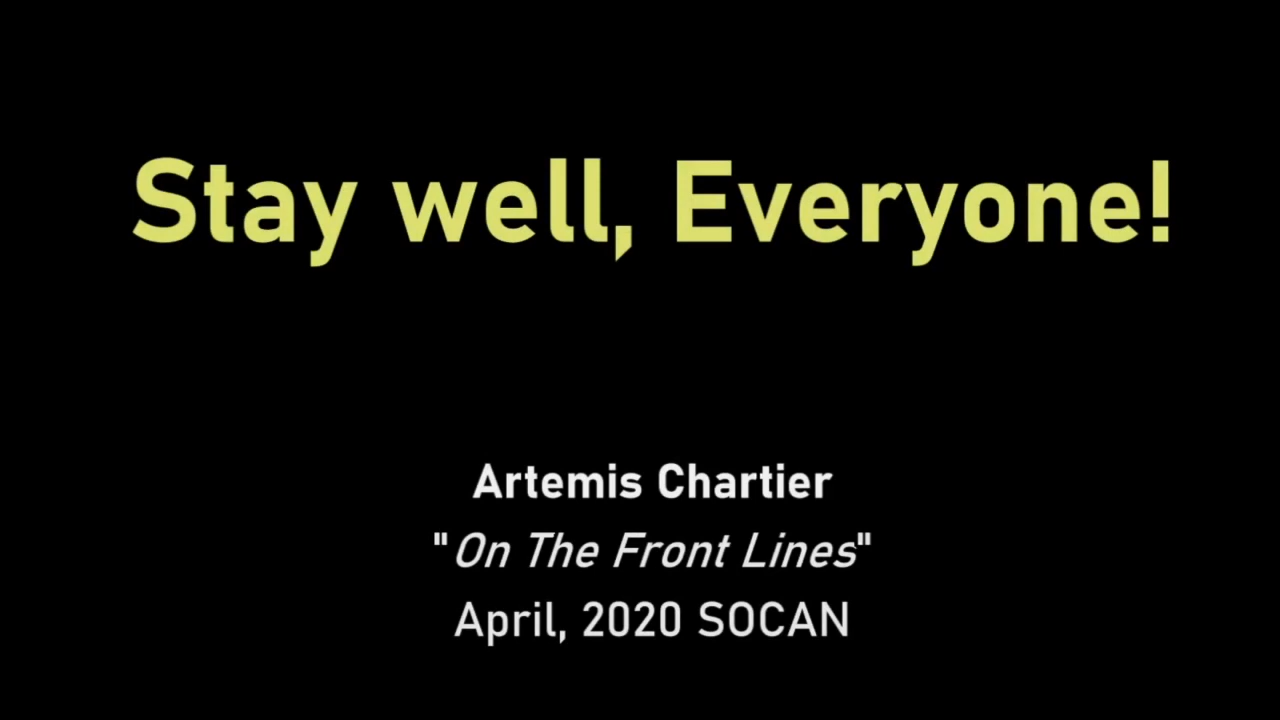 Stay well, Everyone!
Artemis Chartier
"On The Front Lines"
April, 2020 SOCAN